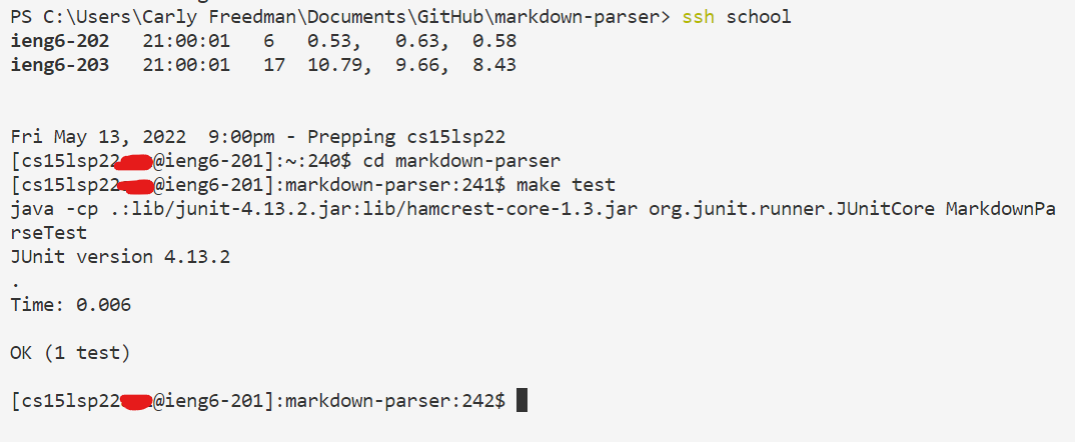 PS C:\Users\Carly Freedman\Documents\GitHub\markdown-parser> ssh school
ieng6-202   21:00:01   6   0.53,   0.63,  0.58
ieng6-203   21:00:01   17  10.79,  9.66,  8.43
Fri May 13, 2022  9:00pm - Prepping cs15lsp22
[cs15lsp22@ieng6-201]:~:240$ cd markdown-parser
[cs15lsp22@ieng6-201]:markdown-parser:241$ make test
java -cp .:lib/junit-4.13.2.jar:lib/hamcrest-core-1.3.jar org.junit.runner.JUnitCore MarkdownPa
rseTest
JUnit version 4.13.2
.
Time: 0.006
OK (1 test)
[cs15lsp22@ieng6-201]:markdown-parser:242$